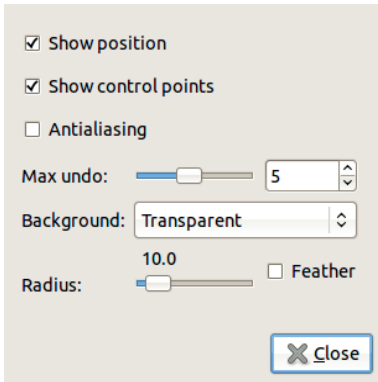 Show position
Show control points
Antialiasing
Max undo: 5
Background: Transparent
10.0
Radius: Feather
Close